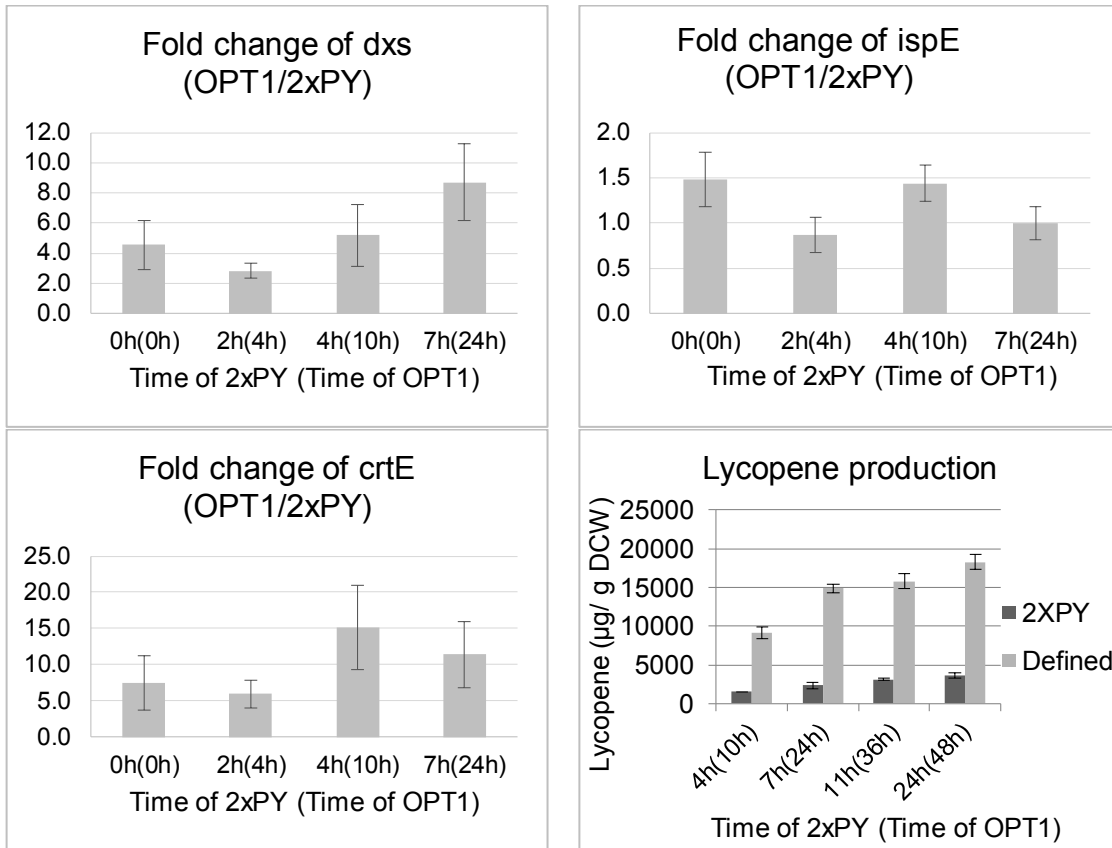 Fold change of dxs
(OPT1/2xPY)
12.0
10.0
8.0
6.0
4.0
2.0
0.0
0h(0h) 2h(4h) 4h(10h) 7h(24h)
Time of 2xPY (Time of OPT1)
Fold change of ispE
(OPT1/2xPY)
2.0
1.5
1.0
0.5
0.0
0h(0h) 2h(4h) 4h(10h) 7h(24h)
Time of 2xPY (Time of OPT1)
Fold change of crtE
(OPT1/2xPY)
25.0
20.0
15.0
10.0
5.0
0.0
0h(0h) 2h(4h) 4h(10h) 7h(24h)
Time of 2xPY (Time of OPT1)
Lycopene production
Lycopene (µg/ g DCW)
25000
20000
15000
10000
5000
0
4h(10h) 7h(24h) 11h(36h) 24h(48h)
Time of 2xPY (Time of OPT1)
2XPY
Defined